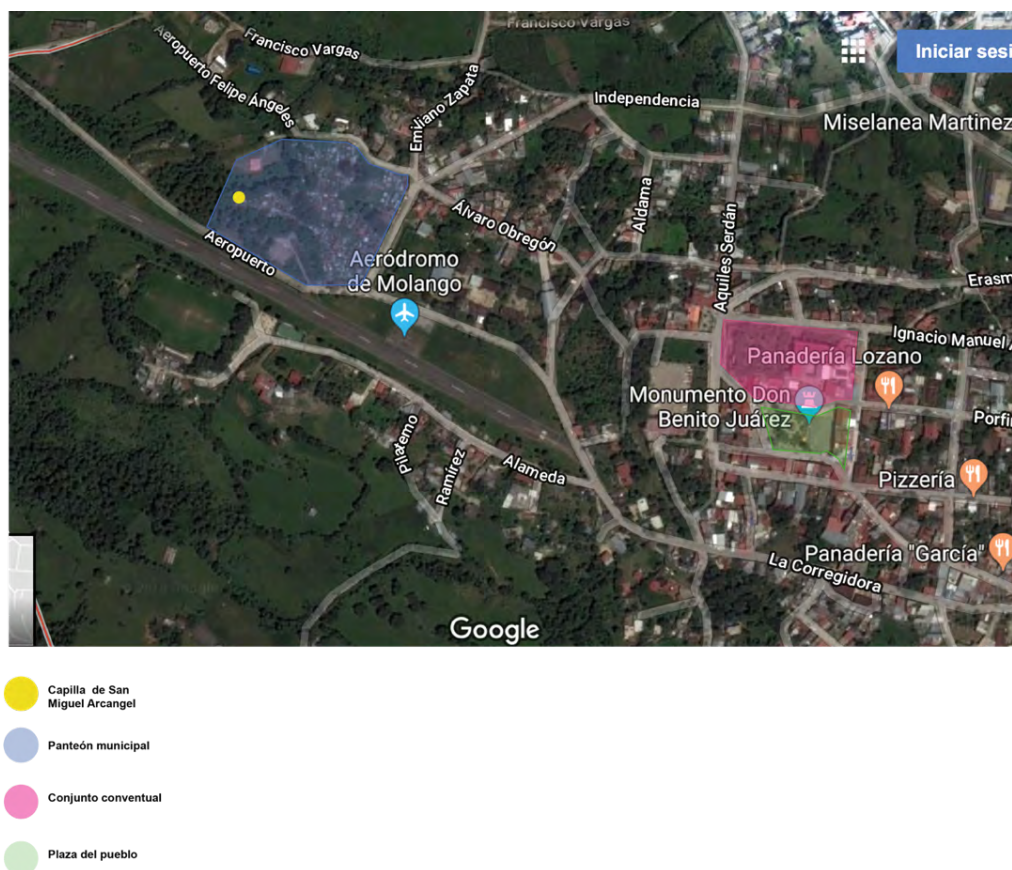 Francisco Vargas
Aeropuerto Felipe Ángeles
Francisco Vargas
Iniciar sesi
Emiliano Zapata
Independencia
Miselanea Martinez
Aldama
Álvaro Obregón
Aquiles Serdán
Aeropuerto
Aeródromo
de Molango
Erasm
Ignacio Manuel
Panadería Lozano
Monumento Don
Benito Juárez
Porfi
Pilatemo
Ramírez
Alameda
Pizzería
Panadería "García"
La Corregidora
Google
Capilla de San
Miguel Arcangel
Panteón municipal
Conjunto conventual
Plaza del pueblo